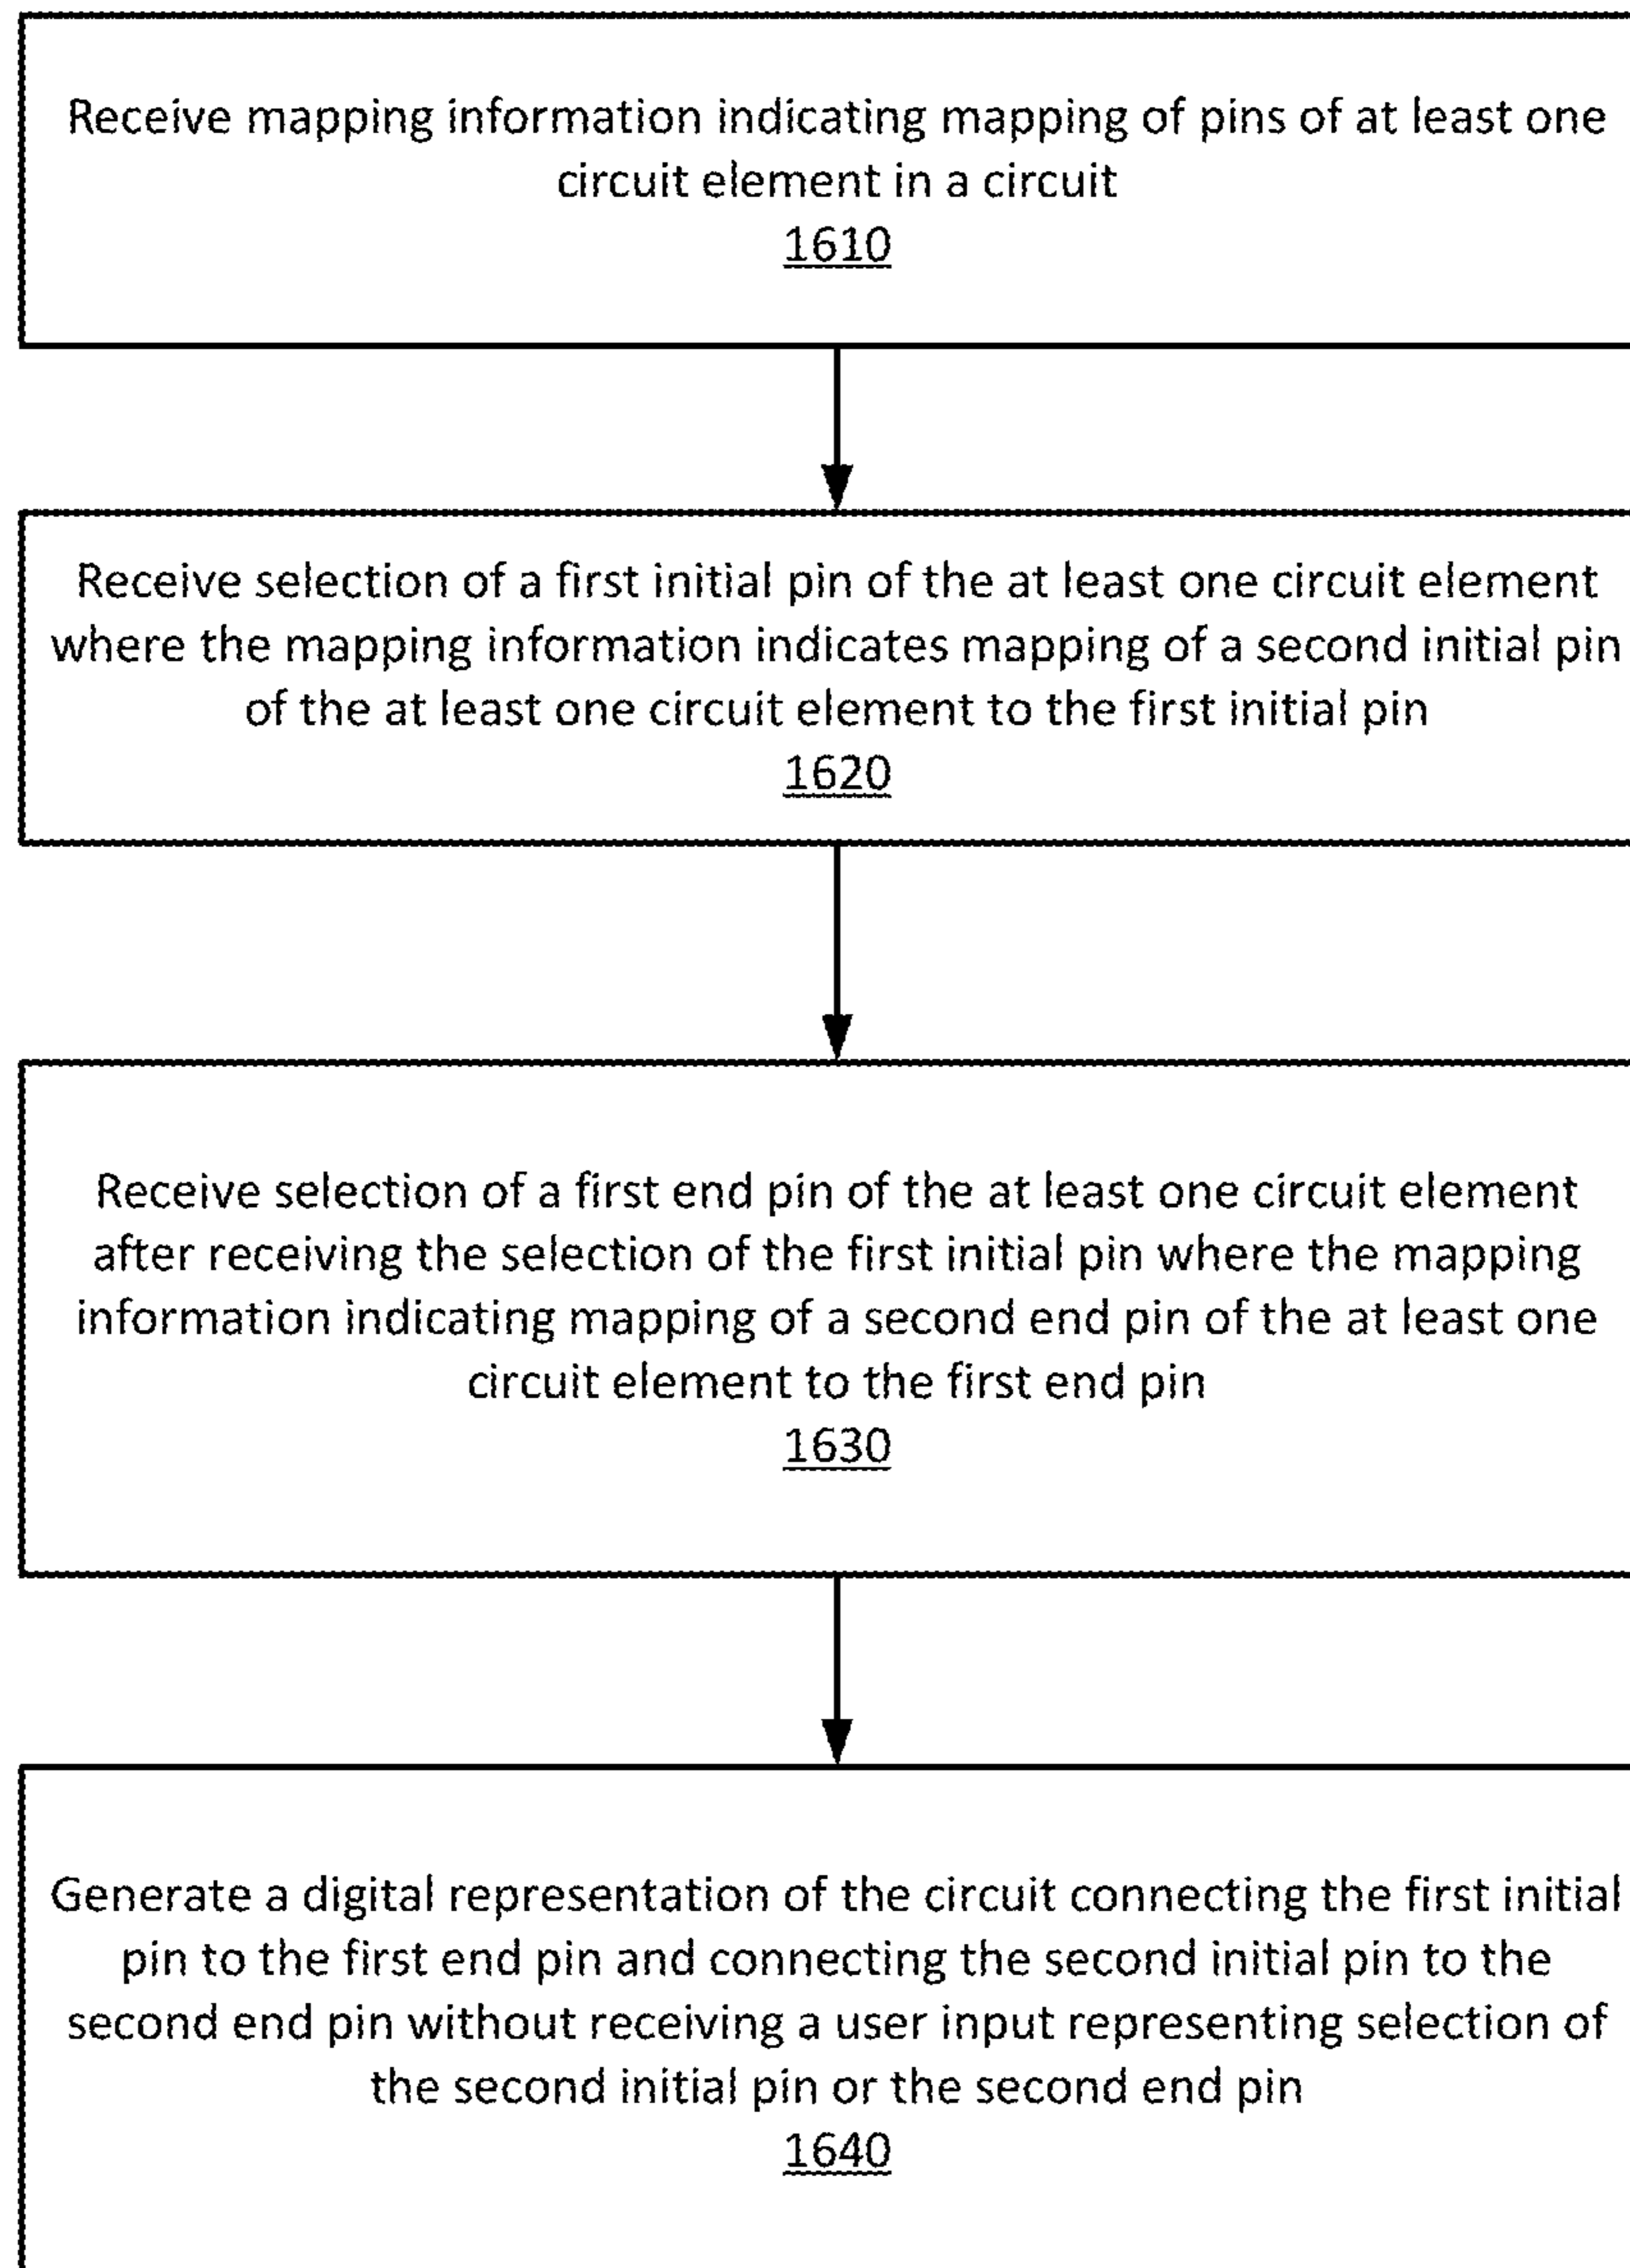 Receive mapping information indicating mapping of pins of at least one
circuit element in a circuit
1610
Receive selection of a first initial pin of the at least one circuit element
where the mapping information indicates mapping of a second initial pin
of the at least one circuit element to the first initial pin
1620
Receive selection of a first end pin of the at least one circuit element
after receiving the selection of the first initial pin where the mapping
information indicating mapping of a second end pin of the at least one
circuit element to the first end pin
1630
Generate a digital representation of the circuit connecting the first initial
pin to the first end pin and connecting the second initial pin to the
second end pin without receiving a user input representing selection of
the second initial pin or the second end pin
1640